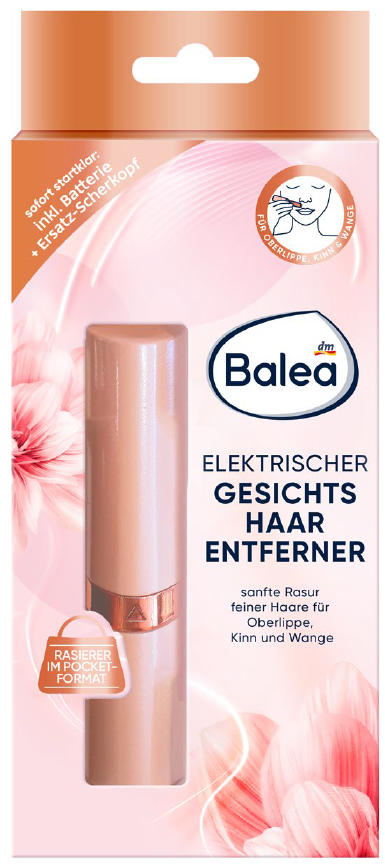 sofort startklar:
inkl. Batterie
+ Ersatz-Scherkopf
FÜR OBERLIPPE, KINN & WANGE
dm
Balea
ELEKTRISCHER
GESICHTS
HAAR
ENTFERNER
sanfte Rasur
feiner Haare für
Oberlippe,
Kinn und Wange
RASIERER
IM POCKET-
FORMAT